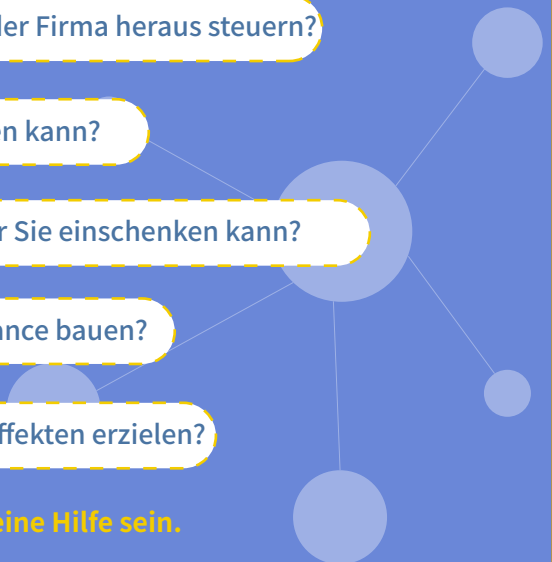 der Firma heraus steuern?
en kann?
r Sie einschenken kann?
ance bauen?
ffekten erzielen?
eine Hilfe sein.